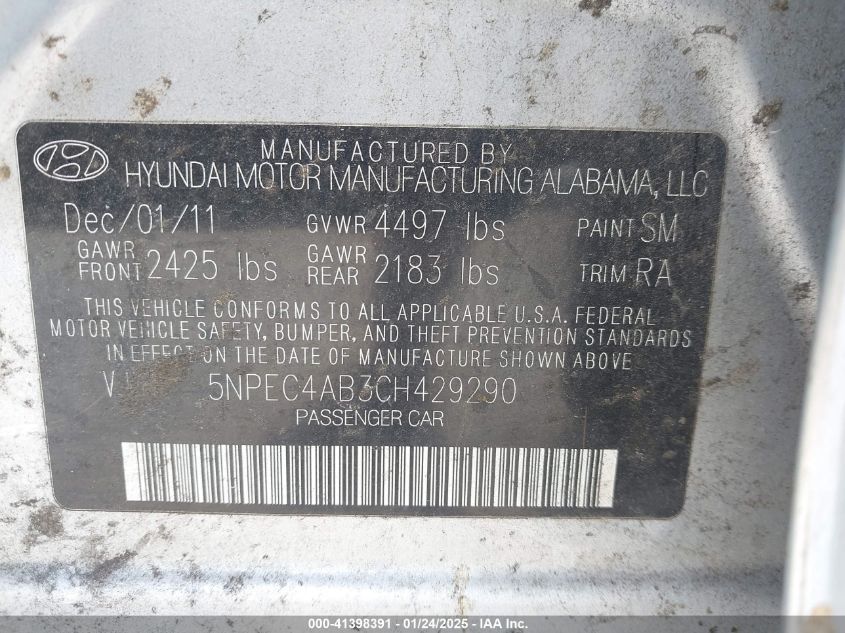 MANUFACTURED BY
HYUNDAI MOTOR MANUFACTURING ALABAMA, LLC
Dec/01/11 GVWR 4497 lbs PAINT SM
GAWR FRONT 2425 lbs GAWR REAR 2183 lbs TRIM RA
THIS VEHICLE CONFORMS TO ALL APPLICABLE U.S.A. FEDERAL
MOTOR VEHICLE SAFETY, BUMPER, AND THEFT PREVENTION STANDARDS
IN EFFECT ON THE DATE OF MANUFACTURE SHOWN ABOVE
V 5NPEC4AB3CH429290
PASSENGER CAR
000-41398391 - 01/24/2025 - IAA Inc.